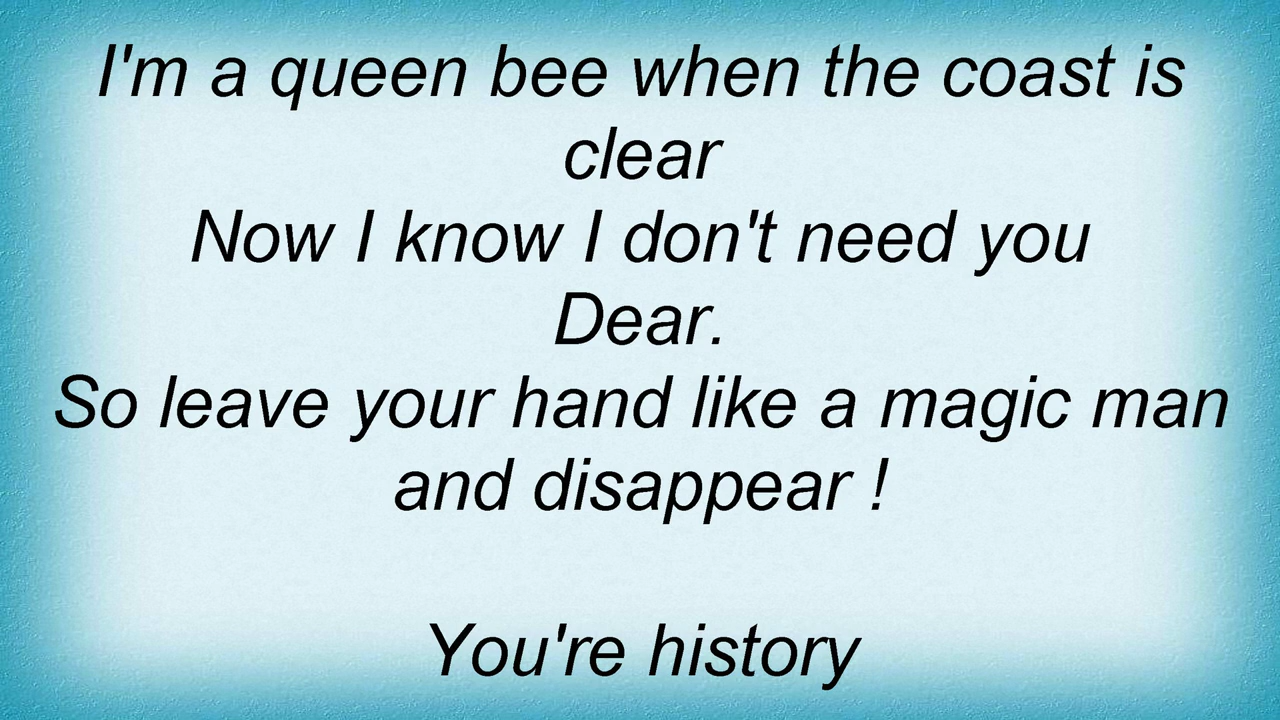 I'm a queen bee when the coast is
clear
Now I know I don't need you
Dear.
So leave your hand like a magic man
and disappear !
You're history